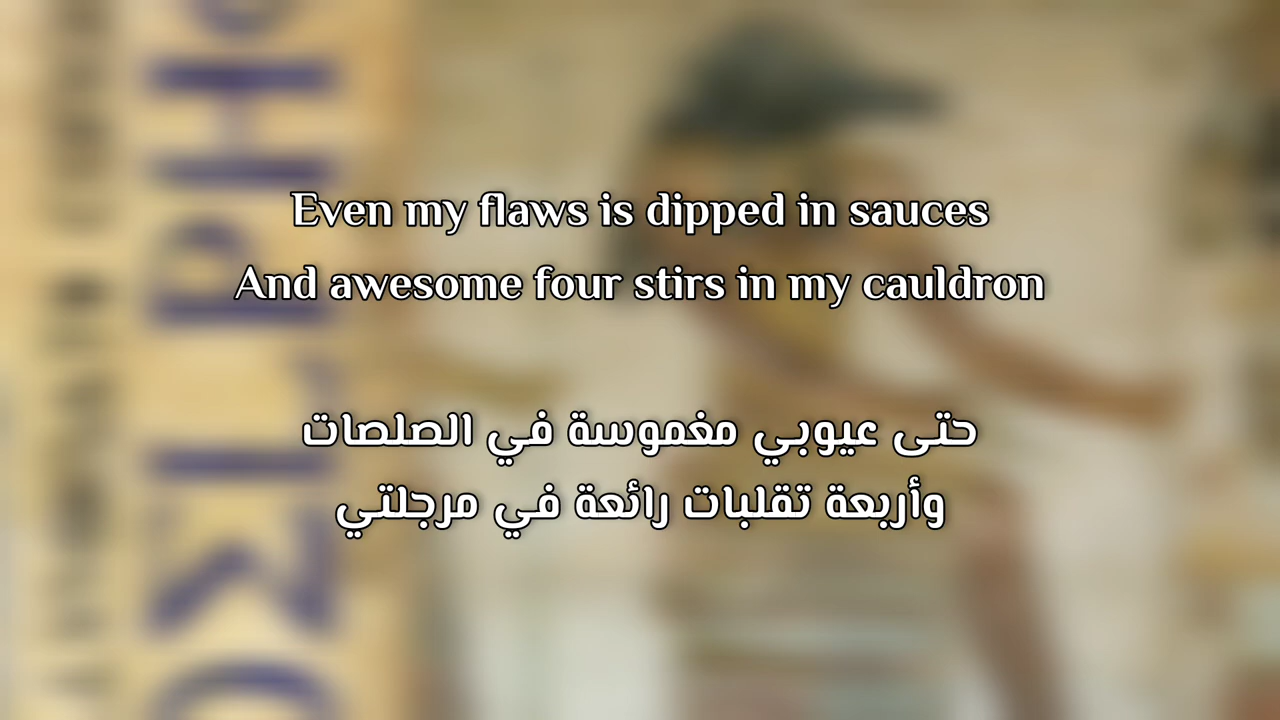 Even my flaws is dipped in sauces
And awesome four stirs in my cauldron
حتى عيوبي مغموسة في الصلصات
وأربعة تقلبات رائعة في مرجلتي